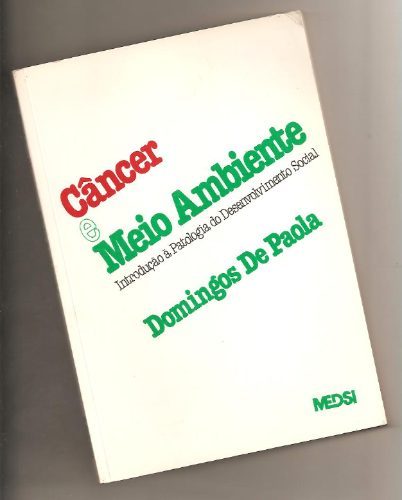 Câncer
e
Meio Ambiente
Introdução à Patologia do Desenvolvimento Social
Domingos De Paola
MEDSI